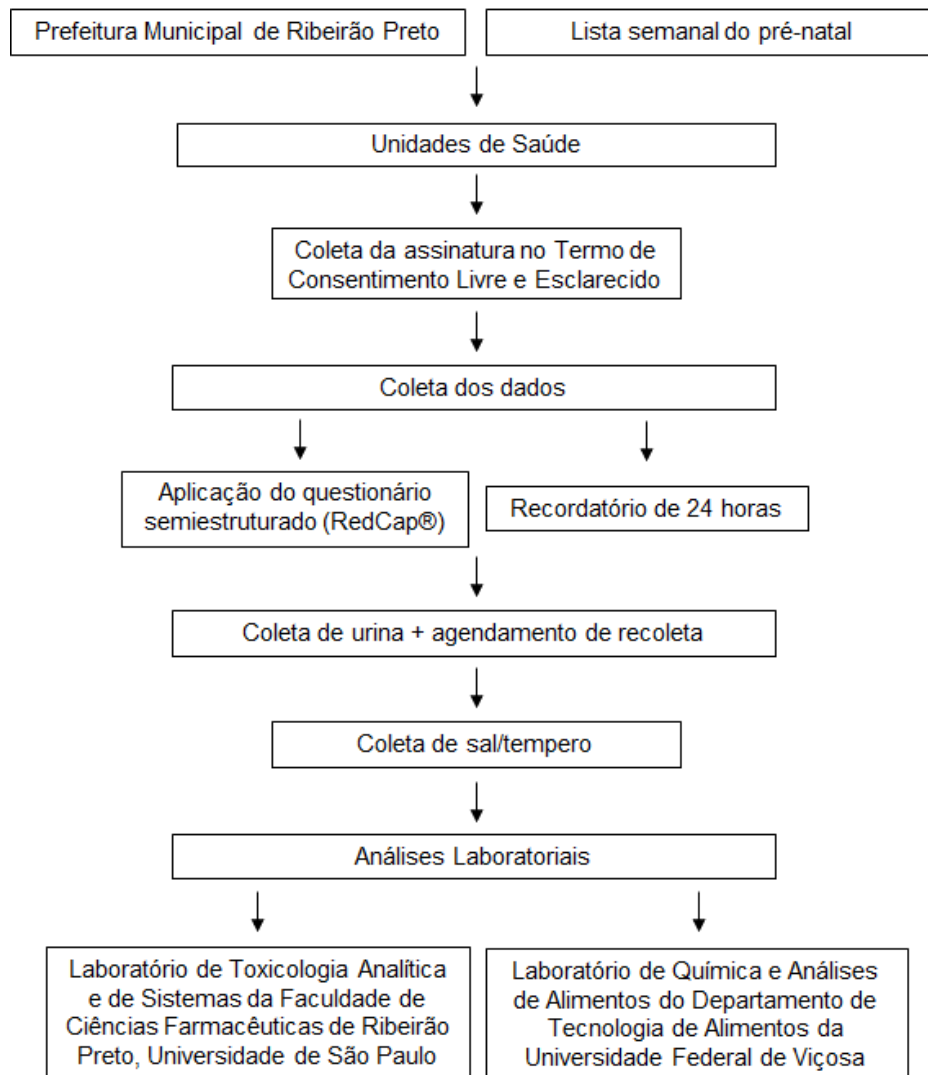 Prefeitura Municipal de Ribeirão Preto
Lista semanal do pré-natal
Unidades de Saúde
Coleta da assinatura no Termo de
Consentimento Livre e Esclarecido
Coleta dos dados
Aplicação do questionário
semiestruturado (RedCap®)
Recordatório de 24 horas
Coleta de urina + agendamento de recoleta
Coleta de sal/tempero
Análises Laboratoriais
Laboratório de Toxicologia Analítica
e de Sistemas da Faculdade de
Ciências Farmacêuticas de Ribeirão
Preto, Universidade de São Paulo
Laboratório de Química e Análises
de Alimentos do Departamento de
Tecnologia de Alimentos da
Universidade Federal de Viçosa